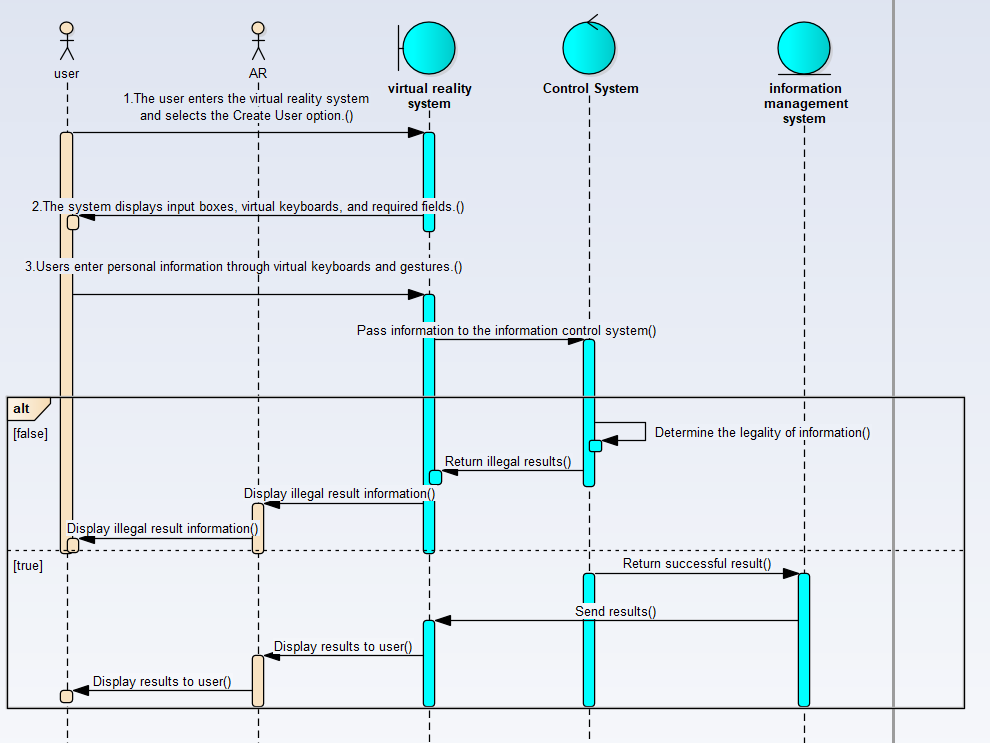 user
AR
virtual reality
system
Control System
information
management
system
1.The user enters the virtual reality system
and selects the Create User option.()
2.The system displays input boxes, virtual keyboards, and required fields.()
3.Users enter personal information through virtual keyboards and gestures.()
Pass information to the information control system()
alt
[false]
Determine the legality of information()
Return illegal results()
Display illegal result information()
Display illegal result information()
[true]
Return successful result()
Send results()
Display results to user()
Display results to user()